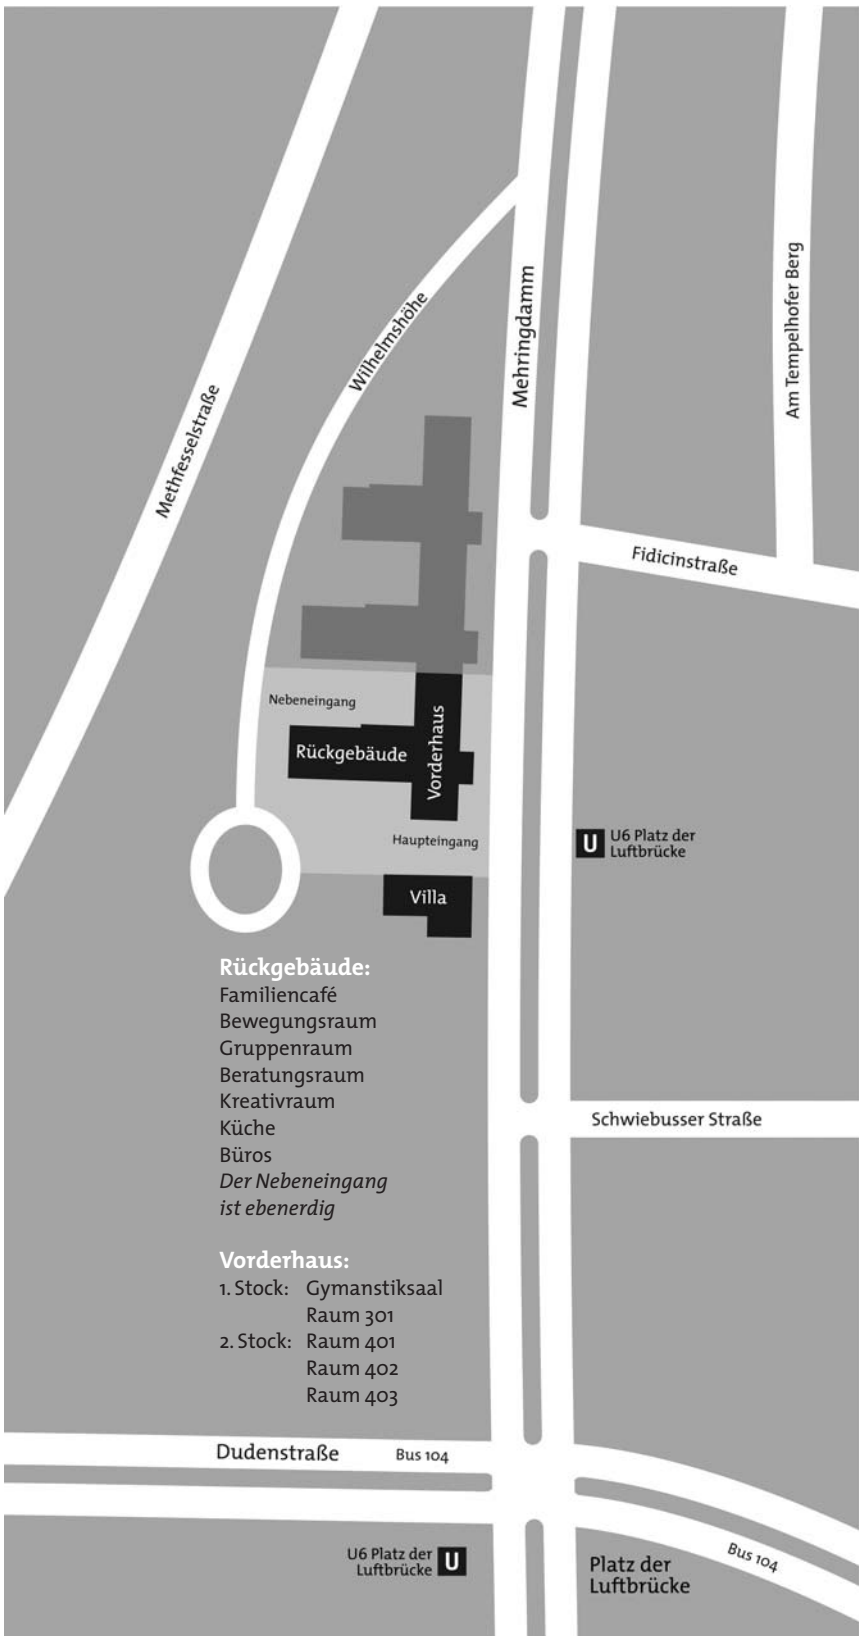 Wilhelmshöhe
Mehringdamm
Am Tempelhofer Berg
Methfesselstraße
Fidicinstraße
Nebeneingang
Vorderhaus
Rückgebäude
Haupteingang
U
U6 Platz der
Luftbrücke
Villa
Rückgebäude:
Familiencafé
Bewegungsraum
Gruppenraum
Beratungsraum
Kreativraum
Küche
Büros
Der Nebeneingang
ist ebenerdig
Schwiebusser Straße
Vorderhaus:
1. Stock: Gymanstiksaal
Raum 301
2. Stock: Raum 401
Raum 402
Raum 403
Dudenstraße
Bus 104
U6 Platz der
Luftbrücke
U
Platz der
Luftbrücke
Bus 104